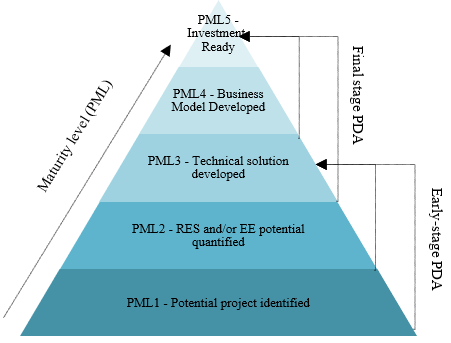 PML5 -
Investment
Ready
PML4 - Business
Model Developed
PML3 - Technical solution
developed
PML2 - RES and/or EE potential
quantified
PML1 - Potential project identified
Maturity level (PML)
Final stage PDA
Early-stage PDA